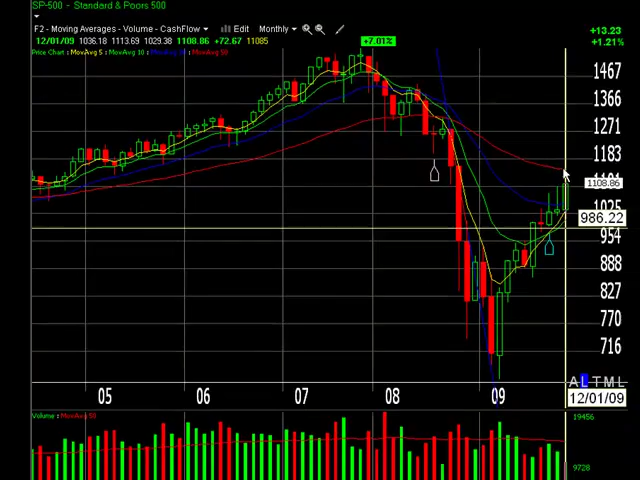 SP-500 - Standard & Poors 500
+13.23
F2 - Moving Averages - Volume - CashFlow Edit Monthly
12/01/09 1036.18 1113.69 1029.38 1108.86 +72.67 11085 +7.01% +1.21%
Price Chart : MovAvg 5 : MovAvg 10 : MovAvg 50
1467
1366
1271
1183
1108.86
1025
986.22
954
888
827
770
716
A L T M L
05 06 07 08 09 12/01/09
Volume : MovAvg 50 19456
9728